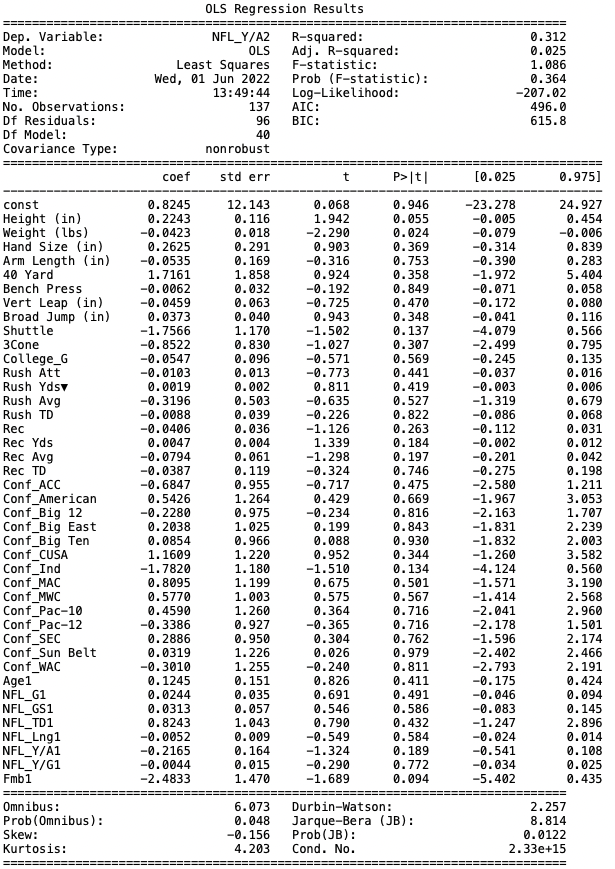 OLS Regression Results
==============================================================================
Dep. Variable: NFL_Y/A2 R-squared: 0.312
Model: OLS Adj. R-squared: 0.025
Method: Least Squares F-statistic: 1.086
Date: Wed, 01 Jun 2022 Prob (F-statistic): 0.364
Time: 13:49:44 Log-Likelihood: -207.02
No. Observations: 137 AIC: 496.0
Df Residuals: 96 BIC: 615.8
Df Model: 40
Covariance Type: nonrobust
==============================================================================
coef std err t P>|t| [0.025 0.975]
------------------------------------------------------------------------------
const 0.8245 12.143 0.068 0.946 -23.278 24.927
Height (in) 0.2243 0.116 1.942 0.055 -0.005 0.454
Weight (lbs) -0.0423 0.018 -2.290 0.024 -0.079 -0.006
Hand Size (in) 0.2625 0.291 0.903 0.369 -0.314 0.839
Arm Length (in) -0.0535 0.169 -0.316 0.753 -0.390 0.283
40 Yard 1.7161 1.858 0.924 0.358 -1.972 5.404
Bench Press -0.0062 0.032 -0.192 0.849 -0.071 0.058
Vert Leap (in) -0.0459 0.063 -0.725 0.470 -0.172 0.080
Broad Jump (in) 0.0373 0.040 0.943 0.348 -0.041 0.116
Shuttle -1.7566 1.170 -1.502 0.137 -4.079 0.566
3Cone -0.8522 0.830 -1.027 0.307 -2.499 0.795
College_G -0.0547 0.096 -0.571 0.569 -0.245 0.135
Rush Att -0.0103 0.013 -0.773 0.441 -0.037 0.016
Rush Yds▼ 0.0019 0.002 0.811 0.419 -0.003 0.006
Rush Avg -0.3196 0.503 -0.635 0.527 -1.319 0.679
Rush TD -0.0088 0.039 -0.226 0.822 -0.086 0.068
Rec -0.0406 0.036 -1.126 0.263 -0.112 0.031
Rec Yds 0.0047 0.004 1.339 0.184 -0.002 0.012
Rec Avg -0.0794 0.061 -1.298 0.197 -0.201 0.042
Rec TD -0.0387 0.119 -0.324 0.746 -0.275 0.198
Conf_ACC -0.6847 0.955 -0.717 0.475 -2.580 1.211
Conf_American 0.5426 1.264 0.429 0.669 -1.967 3.053
Conf_Big 12 -0.2280 0.975 -0.234 0.816 -2.163 1.707
Conf_Big East 0.2038 1.025 0.199 0.843 -1.831 2.239
Conf_Big Ten 0.0854 0.966 0.088 0.930 -1.832 2.003
Conf_CUSA 1.1609 1.220 0.952 0.344 -1.260 3.582
Conf_Ind -1.7820 1.180 -1.510 0.134 -4.124 0.560
Conf_MAC 0.8095 1.199 0.675 0.501 -1.571 3.190
Conf_MWC 0.5770 1.003 0.575 0.567 -1.414 2.568
Conf_Pac-10 0.4590 1.260 0.364 0.716 -2.041 2.960
Conf_Pac-12 -0.3386 0.927 -0.365 0.716 -2.178 1.501
Conf_SEC 0.2886 0.950 0.304 0.762 -1.596 2.174
Conf_Sun Belt 0.0319 1.226 0.026 0.979 -2.402 2.466
Conf_WAC -0.3010 1.255 -0.240 0.811 -2.793 2.191
Age1 0.1245 0.151 0.826 0.411 -0.175 0.424
NFL_G1 0.0244 0.035 0.691 0.491 -0.046 0.094
NFL_GS1 0.0313 0.057 0.546 0.586 -0.083 0.145
NFL_TD1 0.8243 1.043 0.790 0.432 -1.247 2.896
NFL_Lng1 -0.0052 0.009 -0.549 0.584 -0.024 0.014
NFL_Y/A1 -0.2165 0.164 -1.324 0.189 -0.541 0.108
NFL_Y/G1 -0.0044 0.015 -0.290 0.772 -0.034 0.025
Fmb1 -2.4833 1.470 -1.689 0.094 -5.402 0.435
==============================================================================
Omnibus: 6.073 Durbin-Watson: 2.257
Prob(Omnibus): 0.048 Jarque-Bera (JB): 8.814
Skew: -0.156 Prob(JB): 0.0122
Kurtosis: 4.203 Cond. No. 2.33e+15
==============================================================================